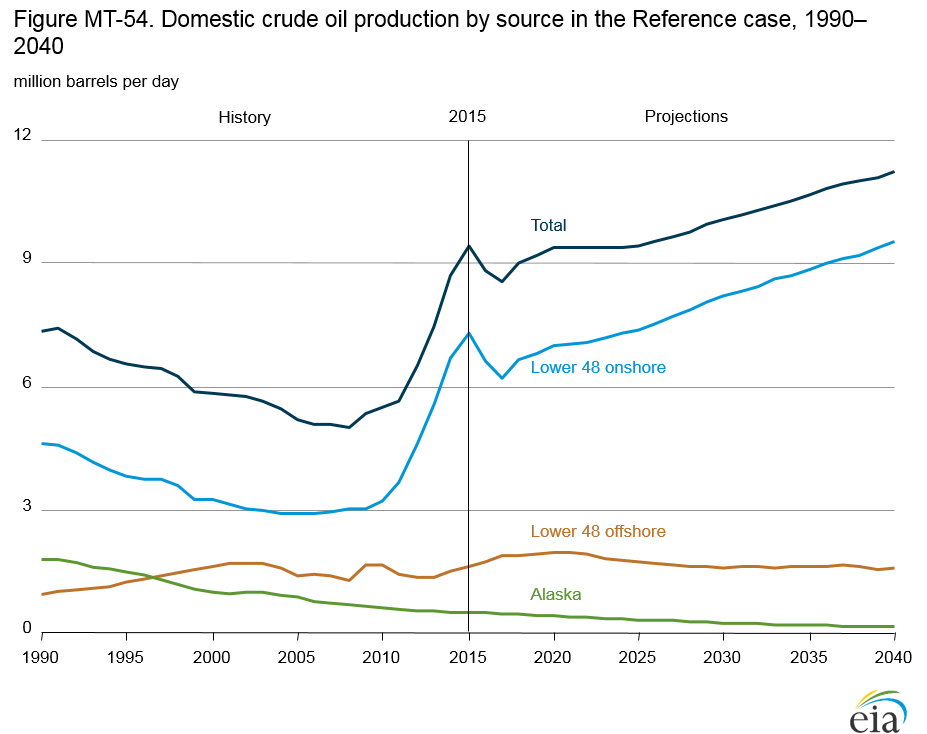 Figure MT-54. Domestic crude oil production by source in the Reference case, 1990–
2040
million barrels per day
History 2015 Projections
12
Total
9
Lower 48 onshore
6
3
Lower 48 offshore
Alaska
0
1990 1995 2000 2005 2010 2015 2020 2025 2030 2035 2040
eia